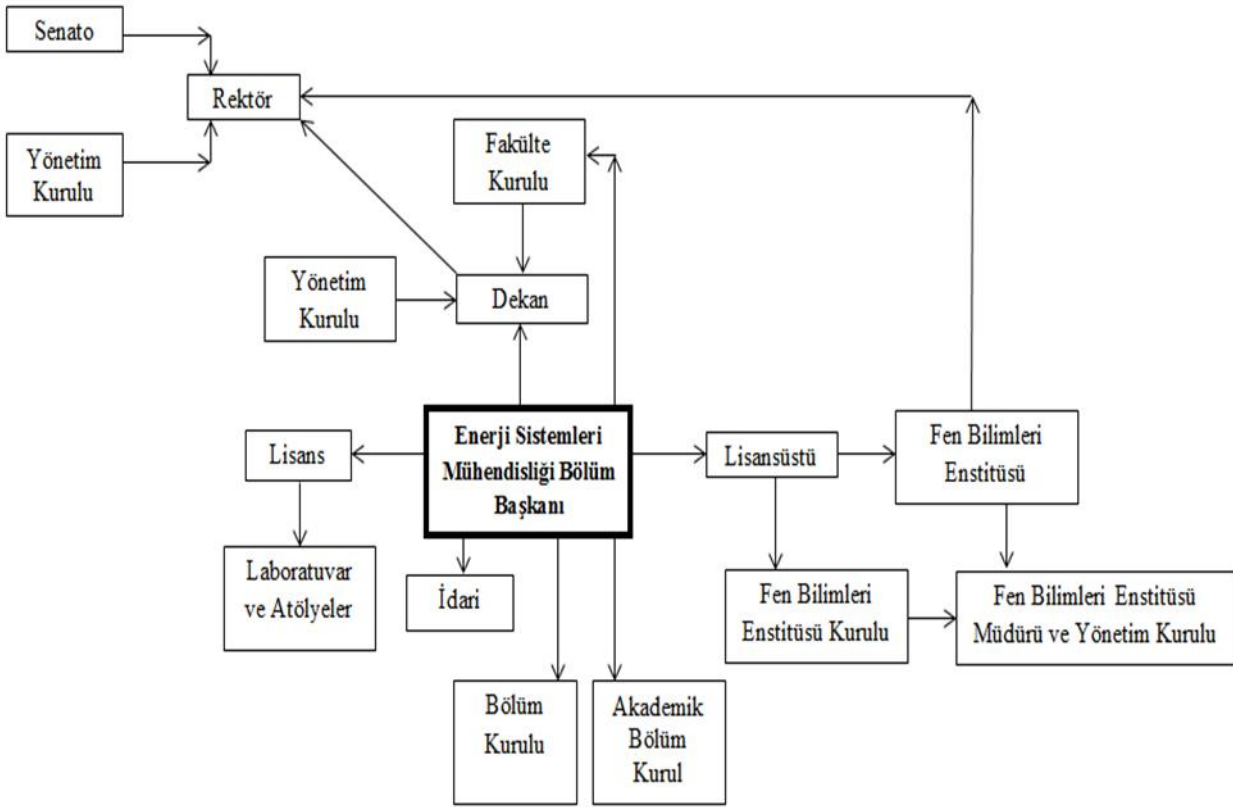 Senato
Rektör
Yönetim
Kurulu
Fakülte
Kurulu
Yönetim
Kurulu
Dekan
Lisans
Enerji Sistemleri
Mühendisliği Bölüm
Başkanı
Lisansüstü
Fen Bilimleri
Enstitüsü
Laboratuvar
ve Atölyeler
İdari
Fen Bilimleri
Enstitüsü Kurulu
Fen Bilimleri Enstitüsü
Müdürü ve Yönetim Kurulu
Bölüm
Kurulu
Akademik
Bölüm
Kurul